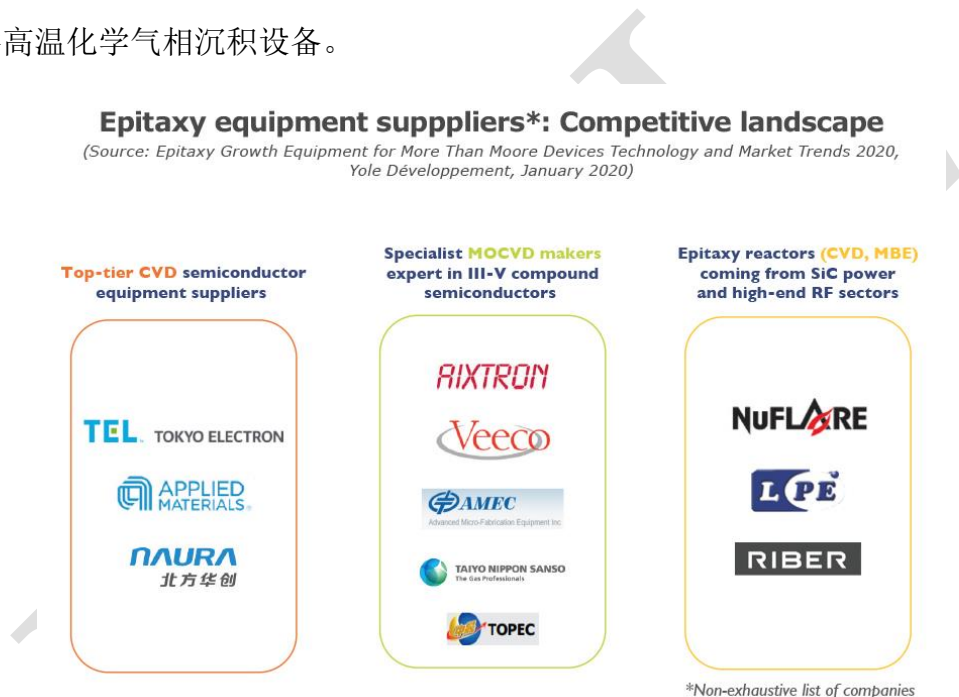 高温化学气相沉积设备。
Epitaxy equipment supppliers*: Competitive landscape
(Source: Epitaxy Growth Equipment for More Than Moore Devices Technology and Market Trends 2020,
Yole Développement, January 2020)
Top-tier CVD semiconductor
equipment suppliers
TEL. TOKYO ELECTRON
APPLIED
MATERIALS®
NAURA
北方华创
Specialist MOCVD makers
expert in III-V compound
semiconductors
AIXTRON
Veeco
AMEC
Advanced Micro-Fabrication Equipment Inc
TAIYO NIPPON SANSO
The Gas Professionals
TOPEC
Epitaxy reactors (CVD, MBE)
coming from SiC power
and high-end RF sectors
NUFLARE
LPE
RIBER
*Non-exhaustive list of companies